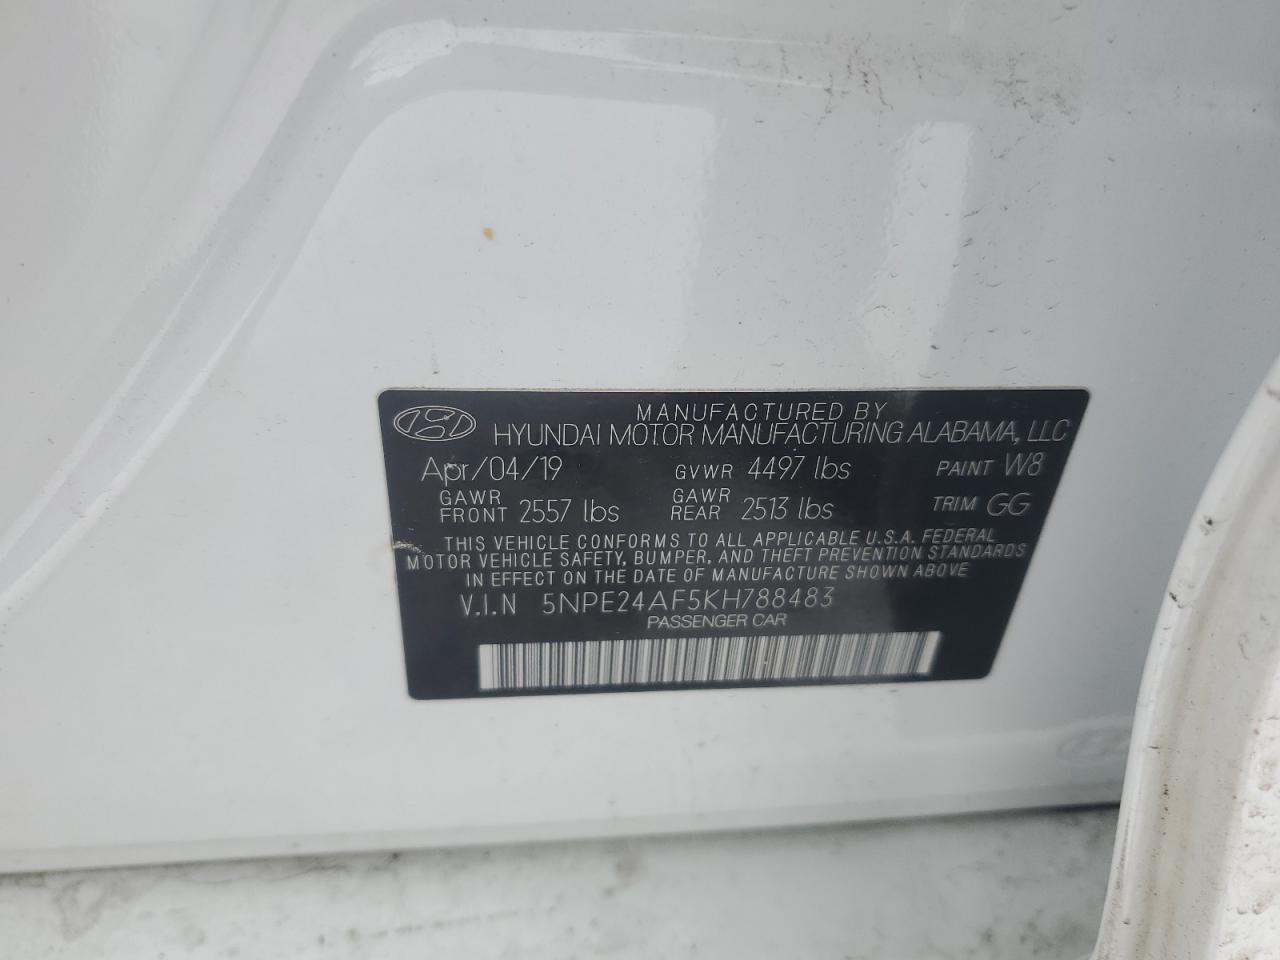 MANUFACTURED BY
HYUNDAI MOTOR MANUFACTURING ALABAMA, LLC
Apr/04/19 GVWR 4497 lbs PAINT W8
GAWR FRONT 2557 lbs GAWR REAR 2513 lbs TRIM GG
THIS VEHICLE CONFORMS TO ALL APPLICABLE U.S.A. FEDERAL
MOTOR VEHICLE SAFETY, BUMPER, AND THEFT PREVENTION STANDARDS
IN EFFECT ON THE DATE OF MANUFACTURE SHOWN ABOVE
V.I.N 5NPE24AF5KH788483
PASSENGER CAR